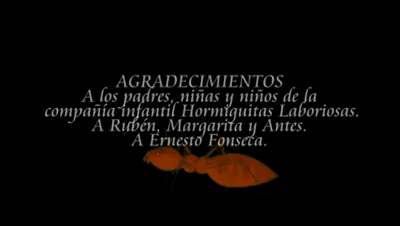 AGRADECIMIENTOS
A los padres, niñas y niños de la
compañía infantil Hormiguitas Laboriosas.
A Rubén, Margarita y Antes.
A Ernesto Fonseca.